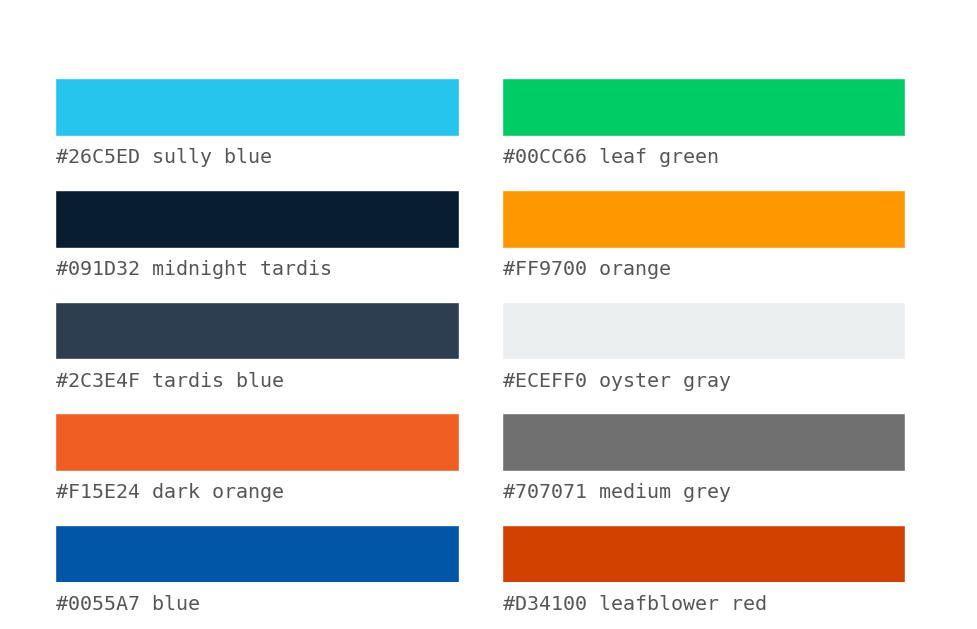 #26C5ED sully blue
#00CC66 leaf green
#091D32 midnight tardis
#FF9700 orange
#2C3E4F tardis blue
#ECEFF0 oyster gray
#F15E24 dark orange
#707071 medium grey
#0055A7 blue
#D34100 leafblower red